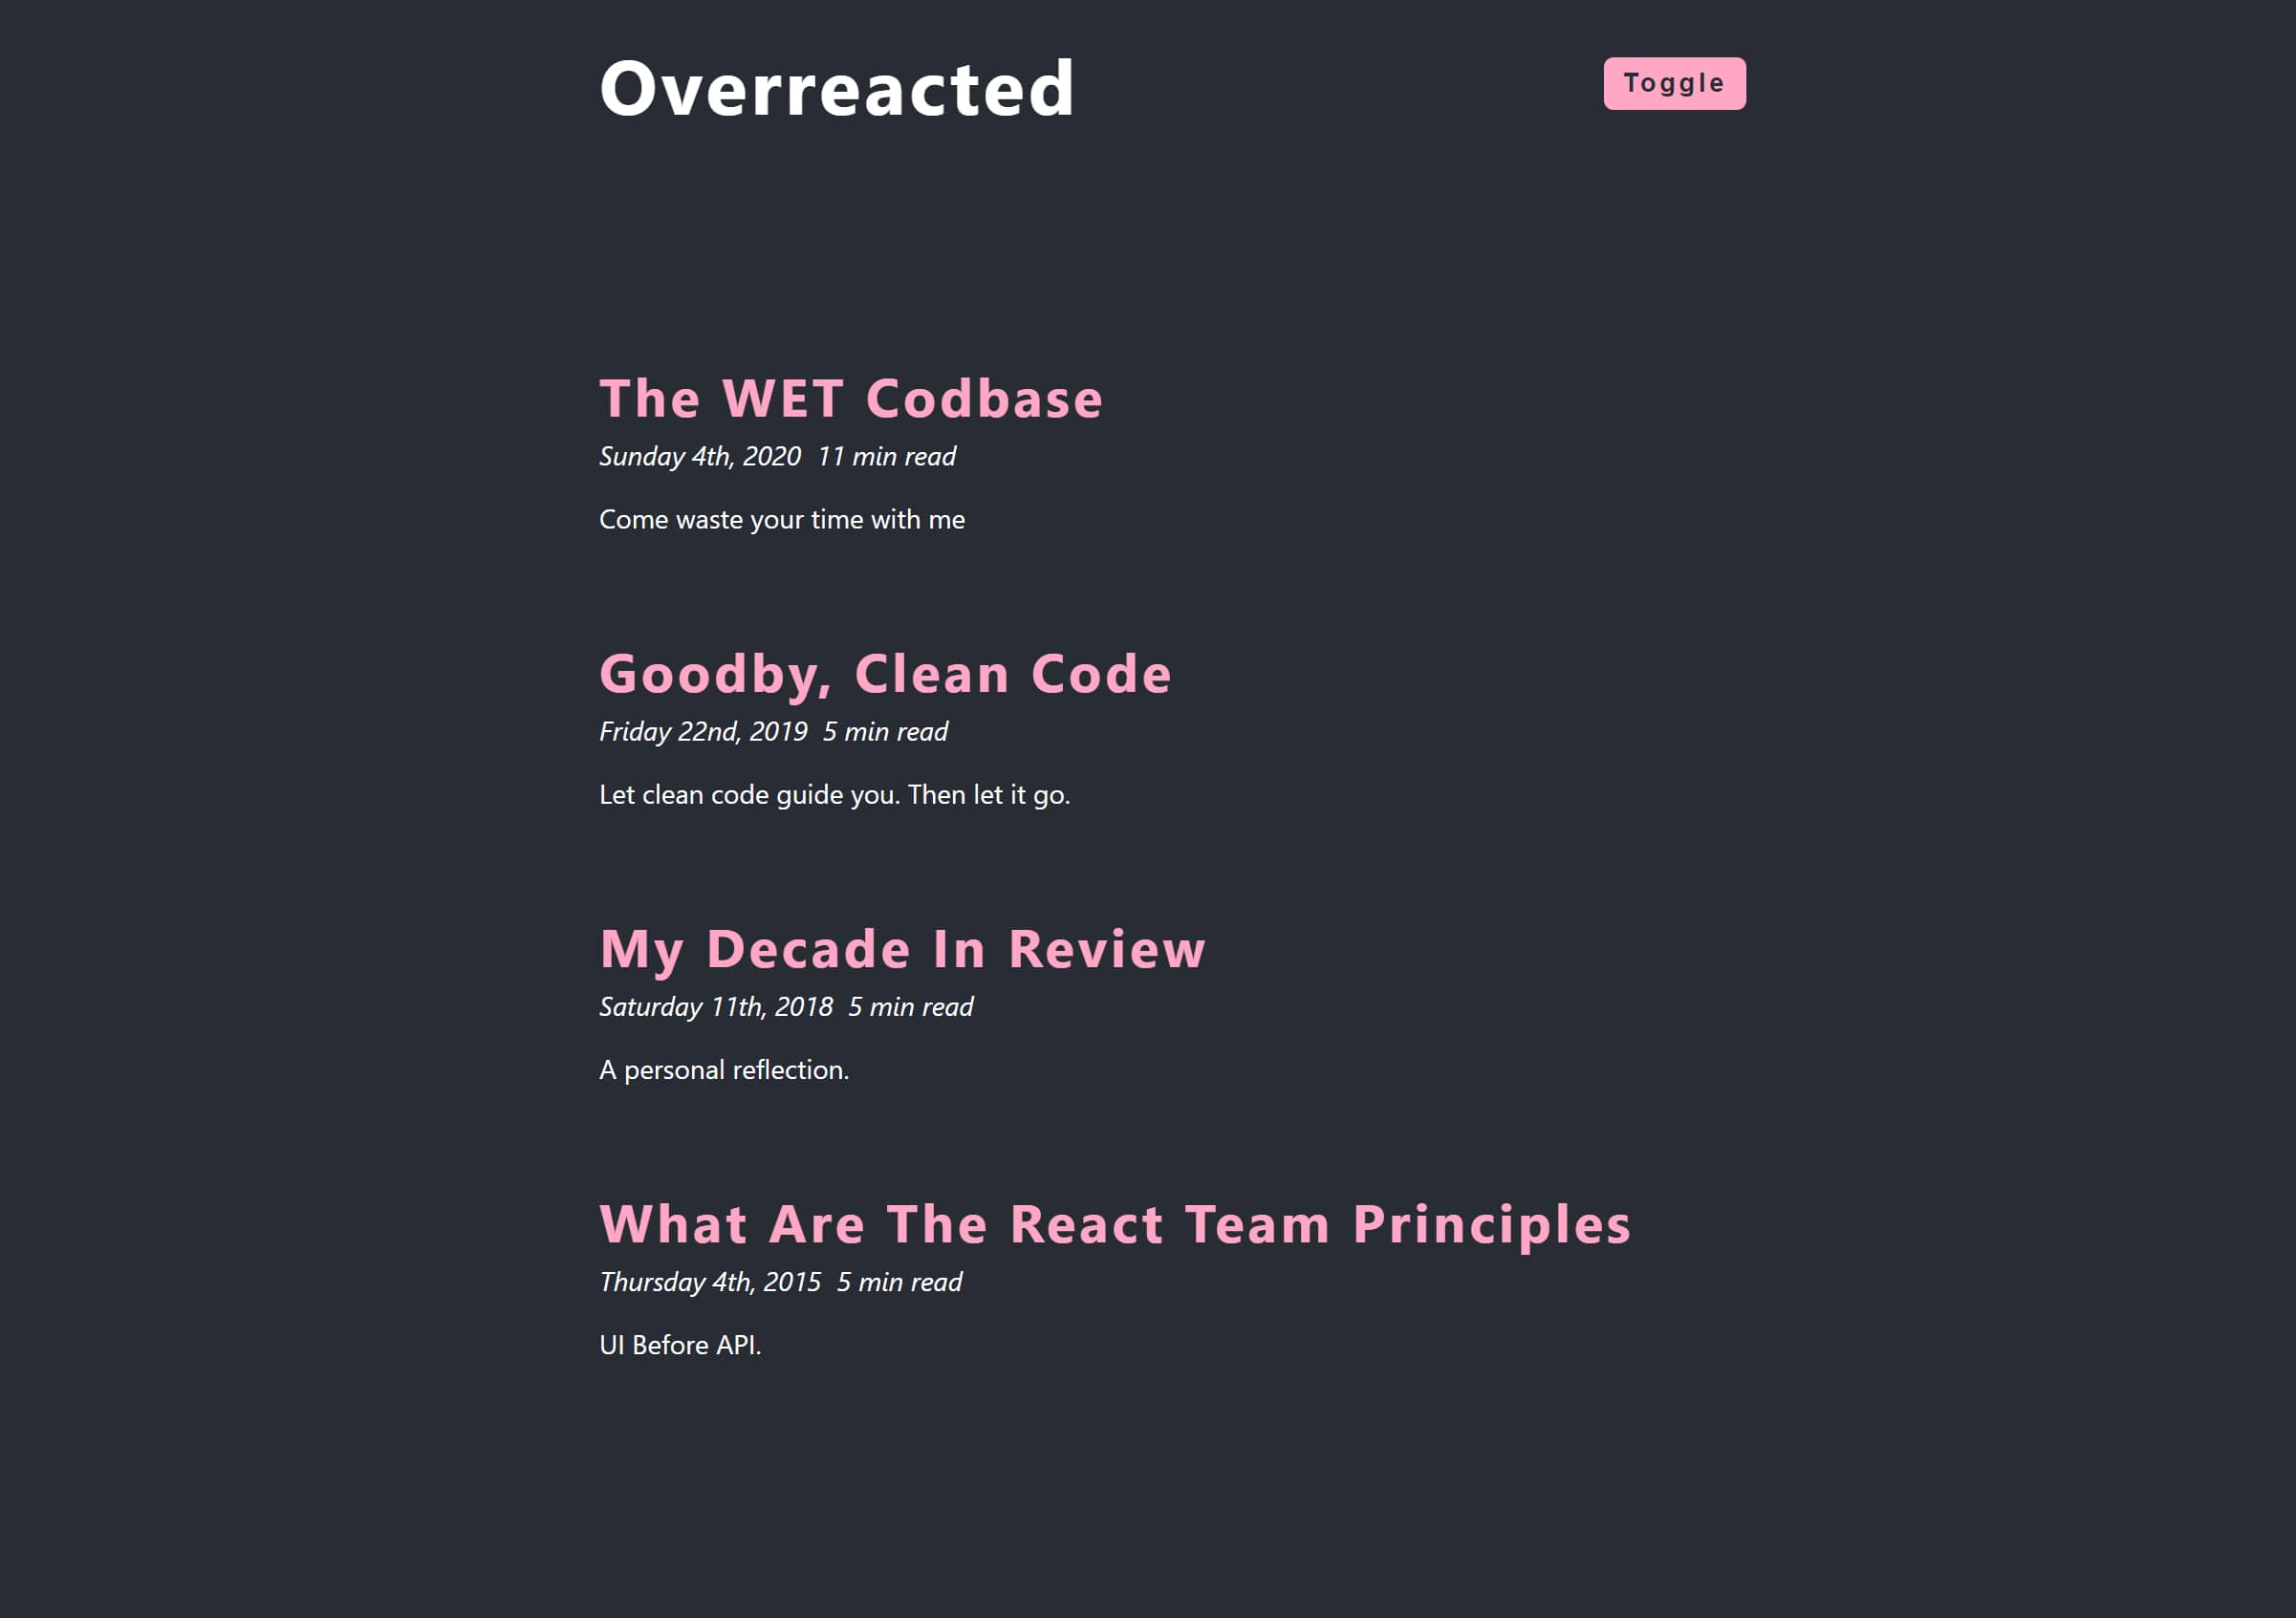 Overreacted
Toggle
The WET Codbase
Sunday 4th, 2020 11 min read
Come waste your time with me
Goodby, Clean Code
Friday 22nd, 2019 5 min read
Let clean code guide you. Then let it go.
My Decade In Review
Saturday 11th, 2018 5 min read
A personal reflection.
What Are The React Team Principles
Thursday 4th, 2015 5 min read
UI Before API.